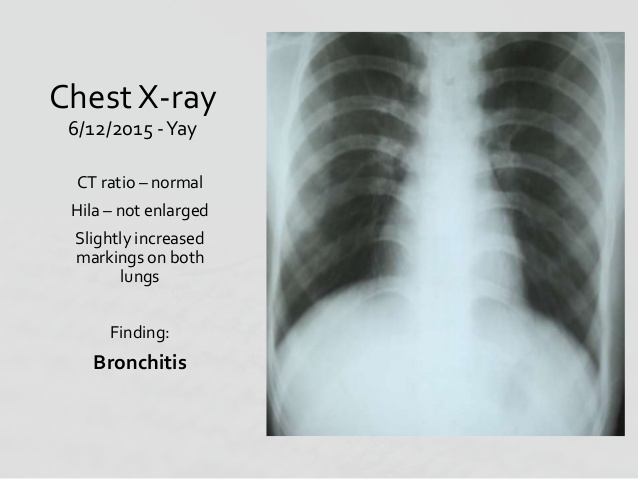 Chest X-ray
6/12/2015 - Yay
CT ratio – normal
Hila – not enlarged
Slightly increased
markings on both
lungs
Finding:
Bronchitis